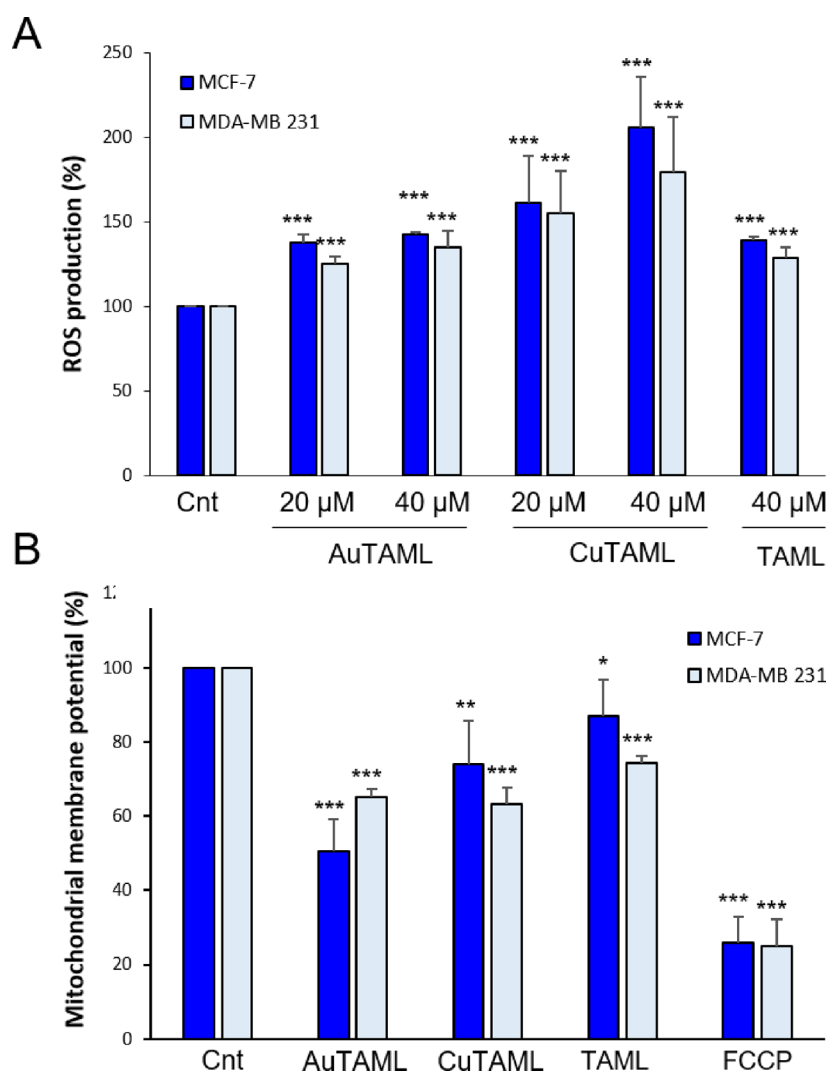 A
ROS production (%)
250
200
150
100
50
0
MCF-7
MDA-MB 231
***
***
***
***
***
***
***
***
***
***
Cnt
20 µM
40 µM
20 µM
40 µM
40 µM
AuTAML
CuTAML
TAML
B
Mitochondrial membrane potential (%)
100
80
60
40
20
0
MCF-7
MDA-MB 231
***
***
**
***
*
***
***
***
Cnt
AuTAML
CuTAML
TAML
FCCP